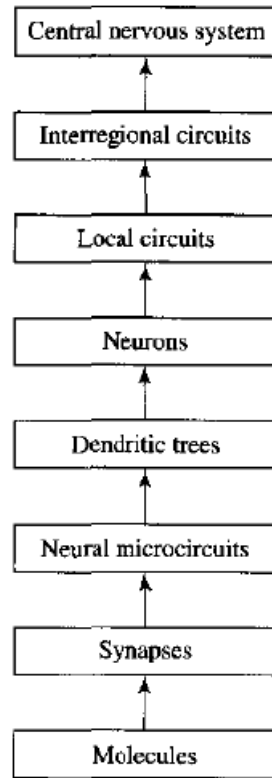 Central nervous system
Interregional circuits
Local circuits
Neurons
Dendritic trees
Neural microcircuits
Synapses
Molecules